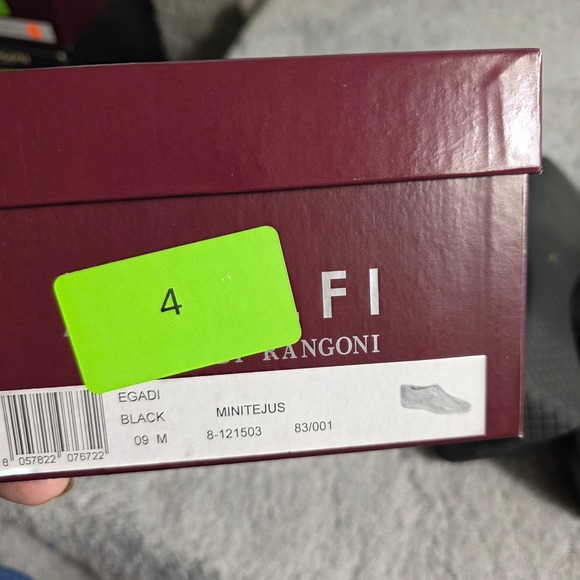 4
FI
RANGONI
EGADI
BLACK MINITEJUS
09 M 8-121503 83/001
8 057822 076722